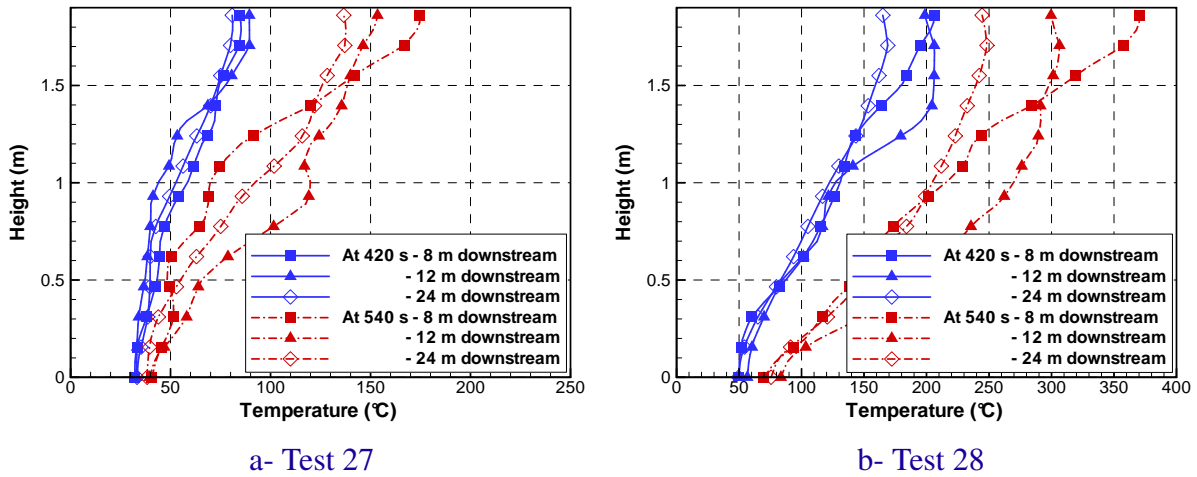 Height (m)
1.5
1
0.5
0
At 420 s - 8 m downstream
- 12 m downstream
- 24 m downstream
At 540 s - 8 m downstream
- 12 m downstream
- 24 m downstream
0 50 100 150 200 250
Temperature (°C)
a- Test 27
Height (m)
1.5
1
0.5
0
At 420 s - 8 m downstream
- 12 m downstream
- 24 m downstream
At 540 s - 8 m downstream
- 12 m downstream
- 24 m downstream
0 50 100 150 200 250 300 350 400
Temperature (°C)
b- Test 28